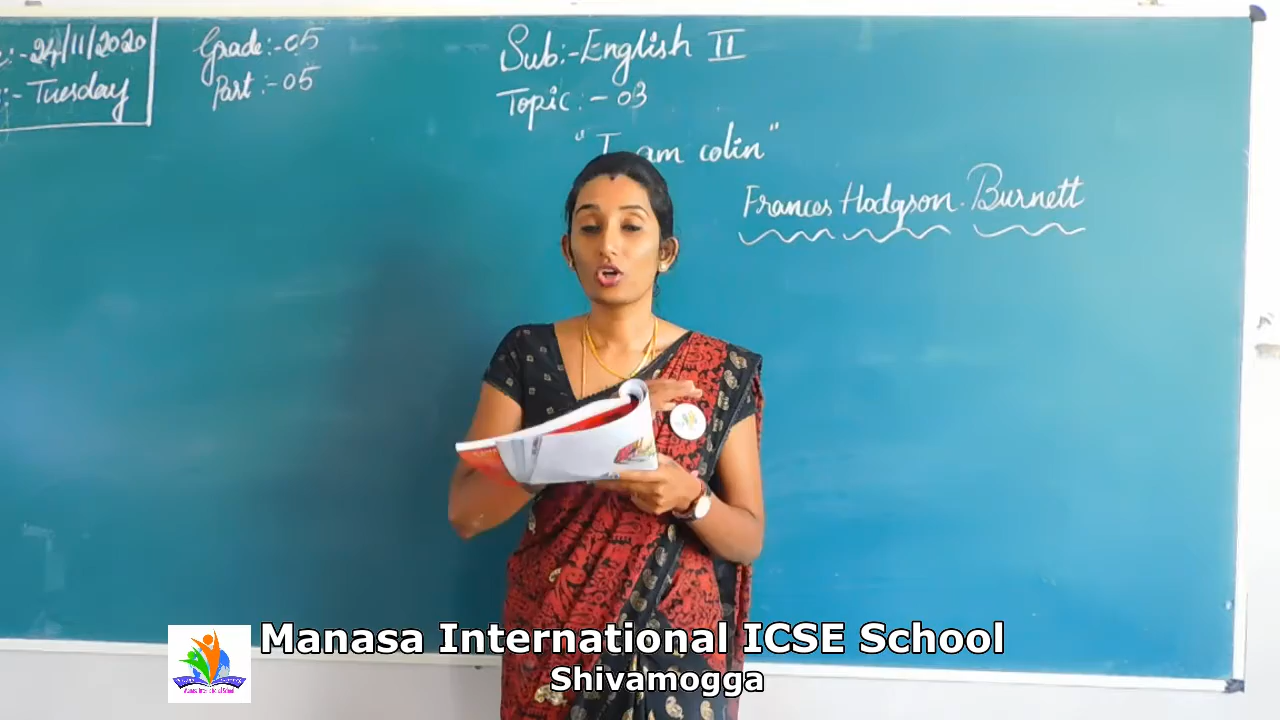 :-24/11/2020
:- Tuesday
Grade:-05
Part:-05
Sub:-English II
Topic:-03
"I am colin"
Frances Hodgson. Burnett
Manasa International ICSE School
Shivamogga